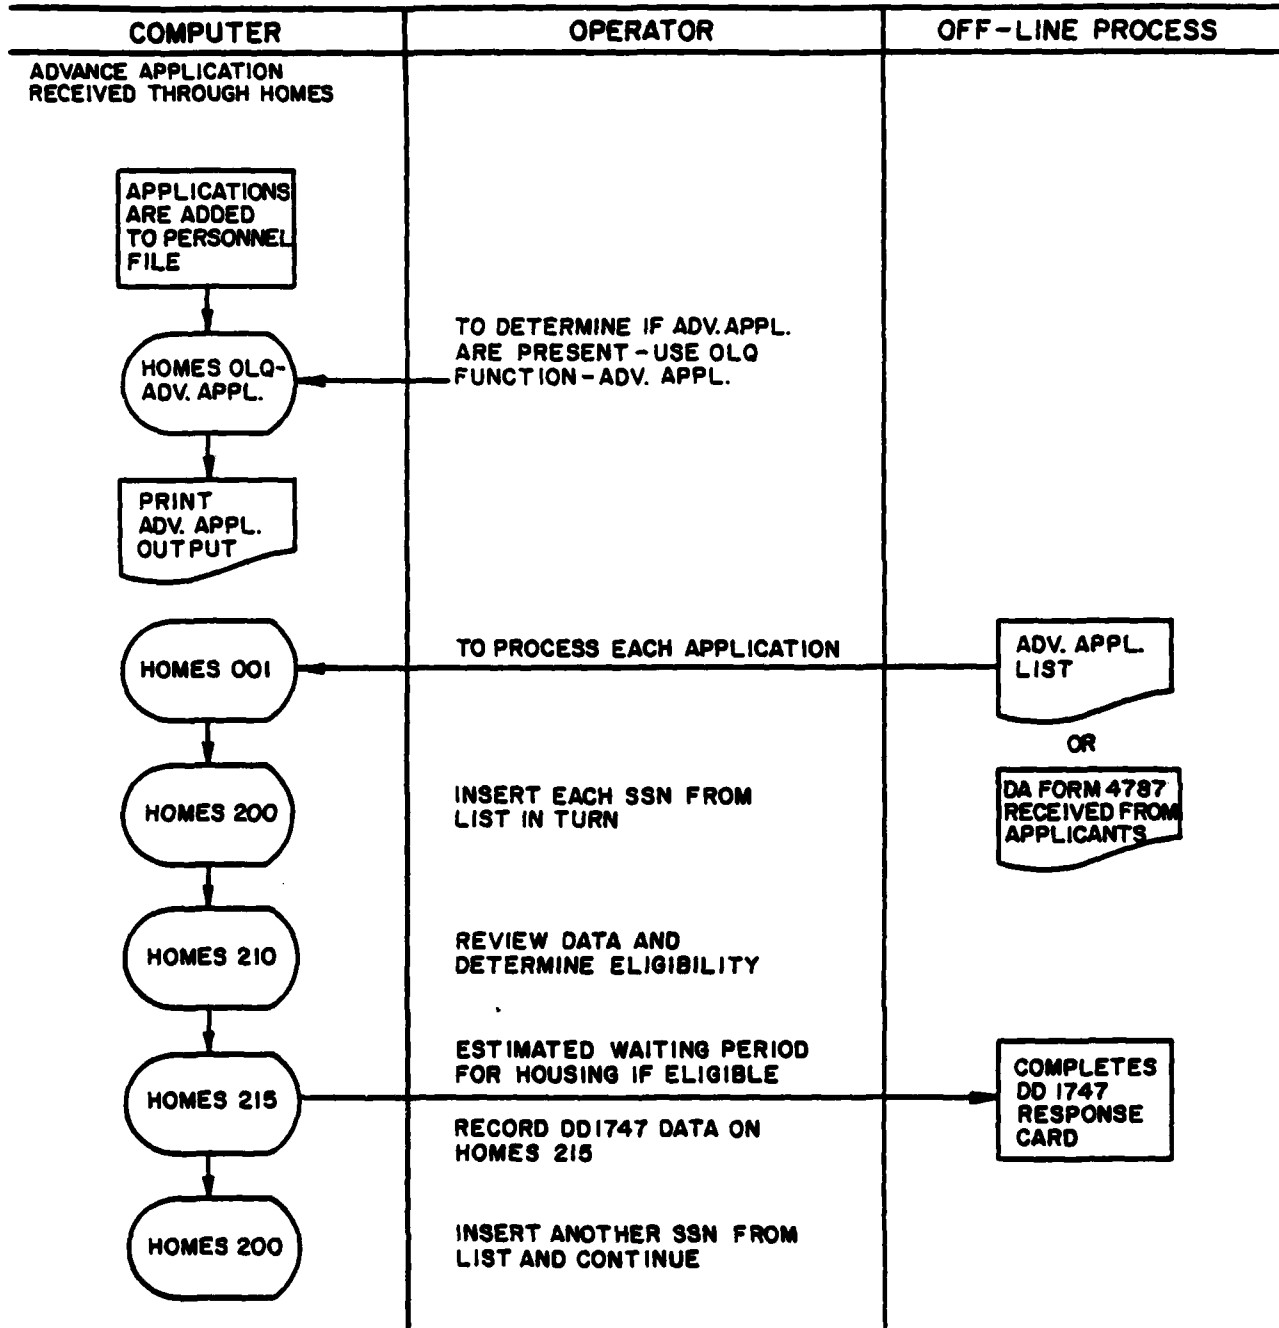 COMPUTER
OPERATOR
OFF-LINE PROCESS
ADVANCE APPLICATION
RECEIVED THROUGH HOMES
APPLICATIONS
ARE ADDED
TO PERSONNEL
FILE
HOMES OLQ-
ADV. APPL.
TO DETERMINE IF ADV. APPL.
ARE PRESENT-USE OLQ
FUNCTION-ADV. APPL.
PRINT
ADV. APPL.
OUTPUT
HOMES 001
TO PROCESS EACH APPLICATION
ADV. APPL.
LIST
OR
DA FORM 4787
RECEIVED FROM
APPLICANTS
HOMES 200
INSERT EACH SSN FROM
LIST IN TURN
HOMES 210
REVIEW DATA AND
DETERMINE ELIGIBILITY
HOMES 215
ESTIMATED WAITING PERIOD
FOR HOUSING IF ELIGIBLE
RECORD DD1747 DATA ON
HOMES 215
COMPLETES
DD 1747
RESPONSE
CARD
HOMES 200
INSERT ANOTHER SSN FROM
LIST AND CONTINUE